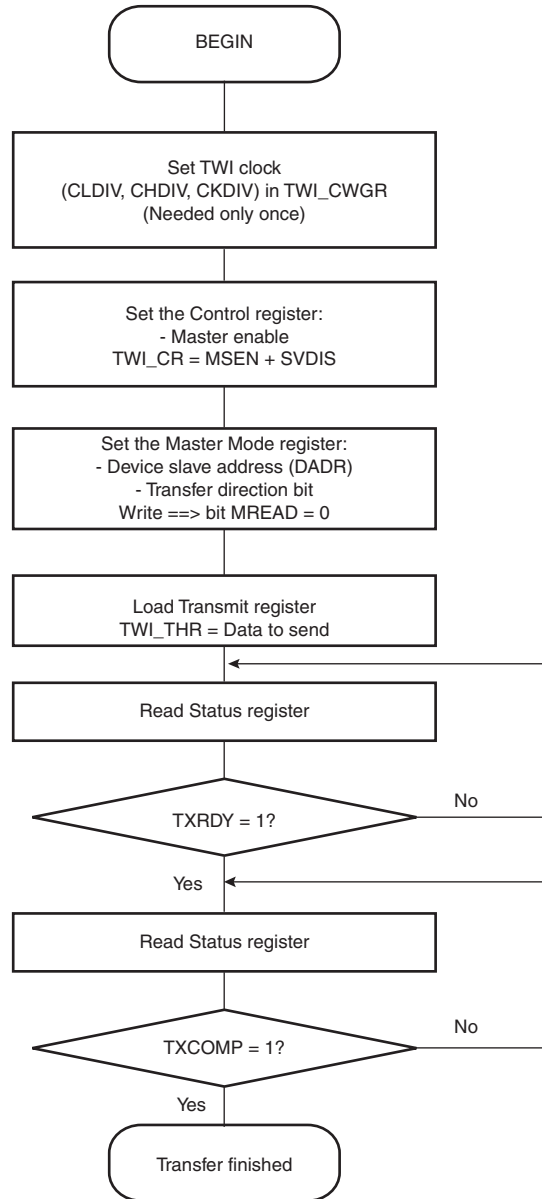 BEGIN
Set TWI clock
(CLDIV, CHDIV, CKDIV) in TWI_CWGR
(Needed only once)
Set the Control register:
- Master enable
TWI_CR = MSEN + SVDIS
Set the Master Mode register:
- Device slave address (DADR)
- Transfer direction bit
Write ==> bit MREAD = 0
Load Transmit register
TWI_THR = Data to send
Read Status register
TXRDY = 1?
No
Yes
Read Status register
TXCOMP = 1?
No
Yes
Transfer finished